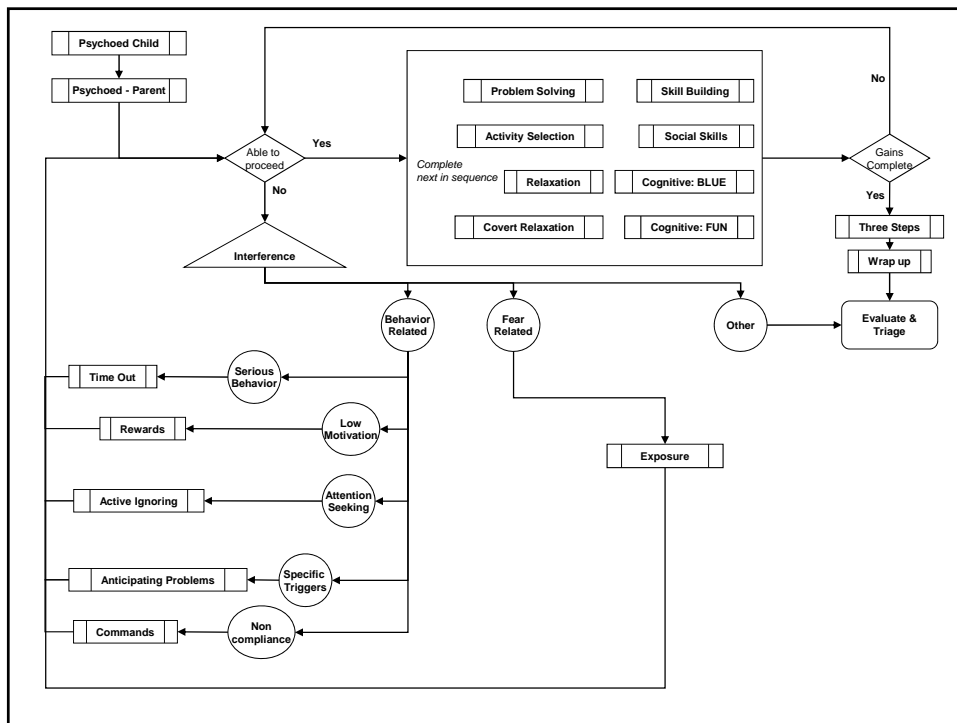 Psychoed Child
Psychoed - Parent
Able to
proceed
Yes
No
Problem Solving
Skill Building
Activity Selection
Social Skills
Complete
next in sequence
Relaxation
Cognitive: BLUE
Covert Relaxation
Cognitive: FUN
No
Gains
Complete
Yes
Three Steps
Wrap up
Evaluate &
Triage
Interference
Behavior
Related
Fear
Related
Other
Time Out
Serious
Behavior
Rewards
Low
Motivation
Exposure
Active Ignoring
Attention
Seeking
Anticipating Problems
Specific
Triggers
Commands
Non
compliance